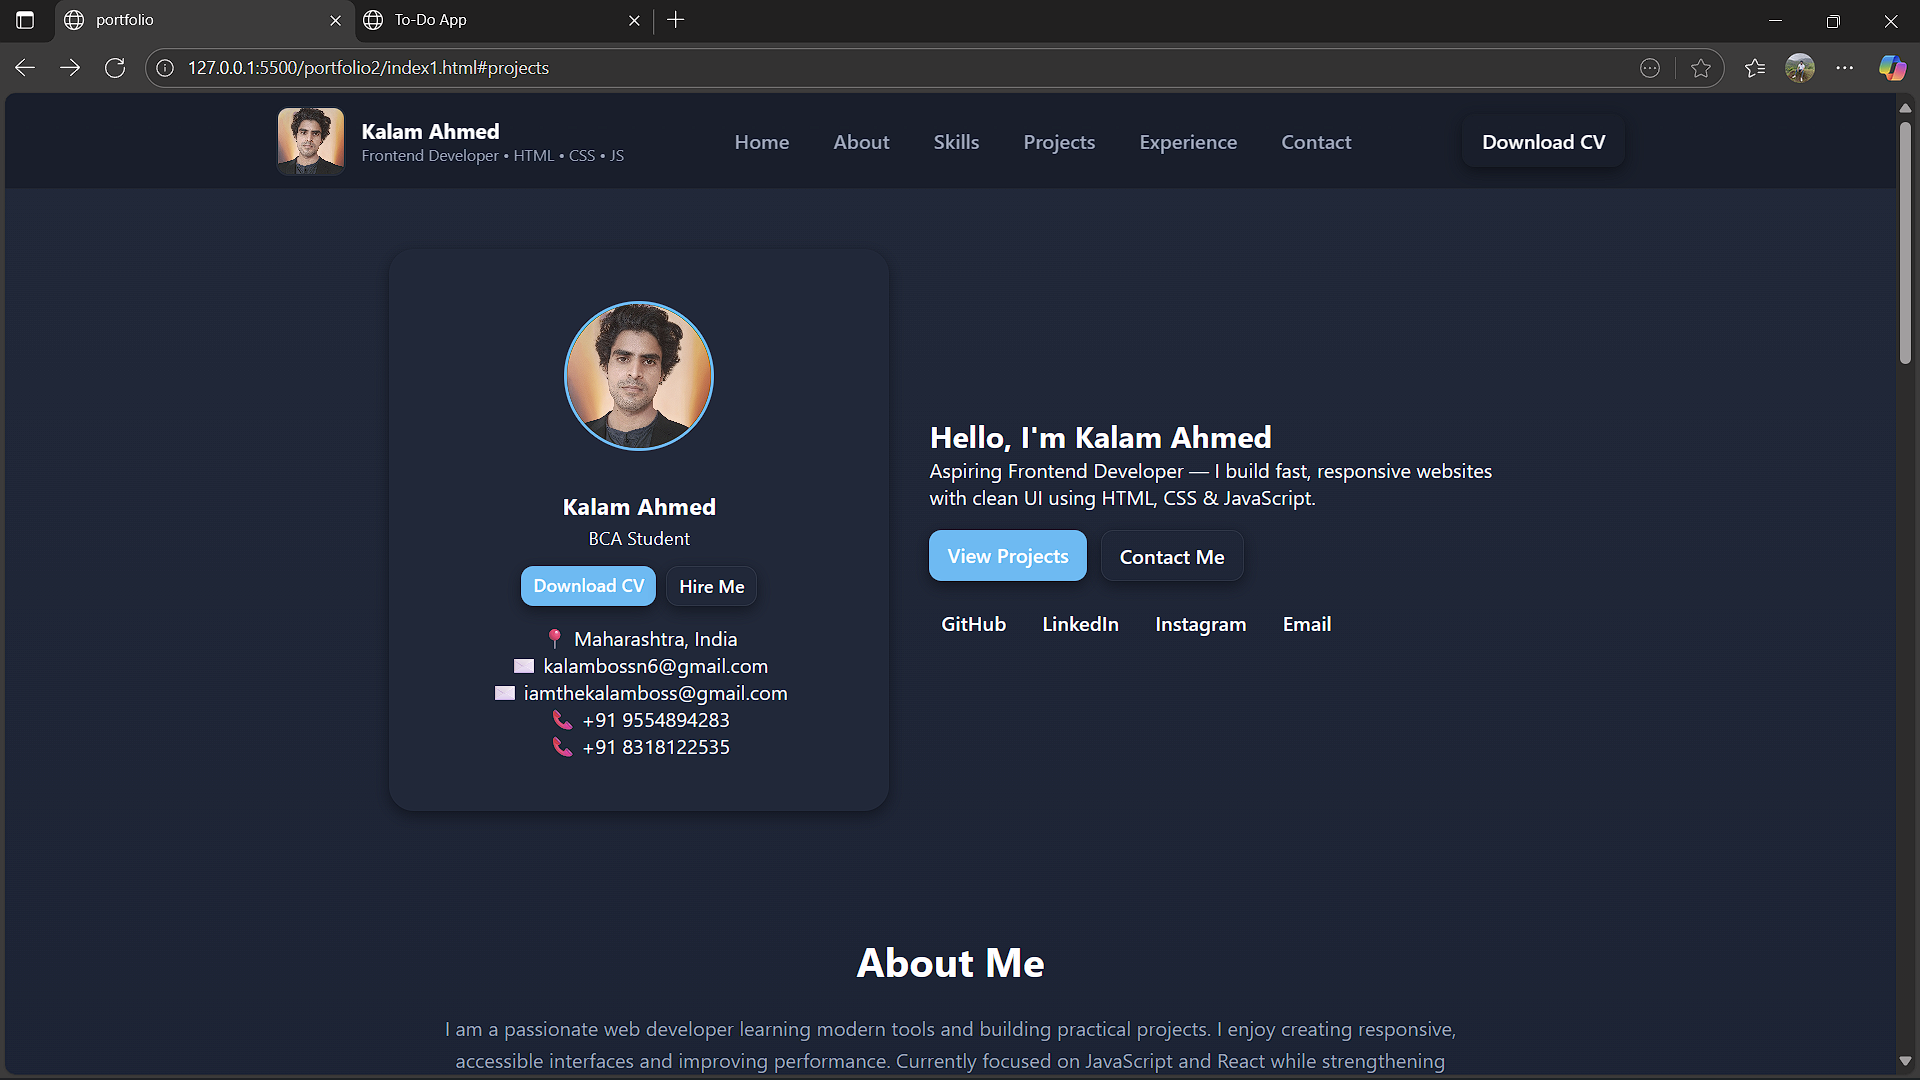 portfolio
To-Do App
127.0.0.1:5500/portfolio2/index1.html#projects
Kalam Ahmed
Frontend Developer • HTML • CSS • JS
Home
About
Skills
Projects
Experience
Contact
Download CV
Kalam Ahmed
BCA Student
Download CV
Hire Me
📍 Maharashtra, India
✉️ kalambossn6@gmail.com
✉️ iamthekalamboss@gmail.com
📞 +91 9554894283
📞 +91 8318122535
Hello, I'm Kalam Ahmed
Aspiring Frontend Developer — I build fast, responsive websites
with clean UI using HTML, CSS & JavaScript.
View Projects
Contact Me
GitHub
LinkedIn
Instagram
Email
About Me
I am a passionate web developer learning modern tools and building practical projects. I enjoy creating responsive,
accessible interfaces and improving performance. Currently focused on JavaScript and React while strengthening